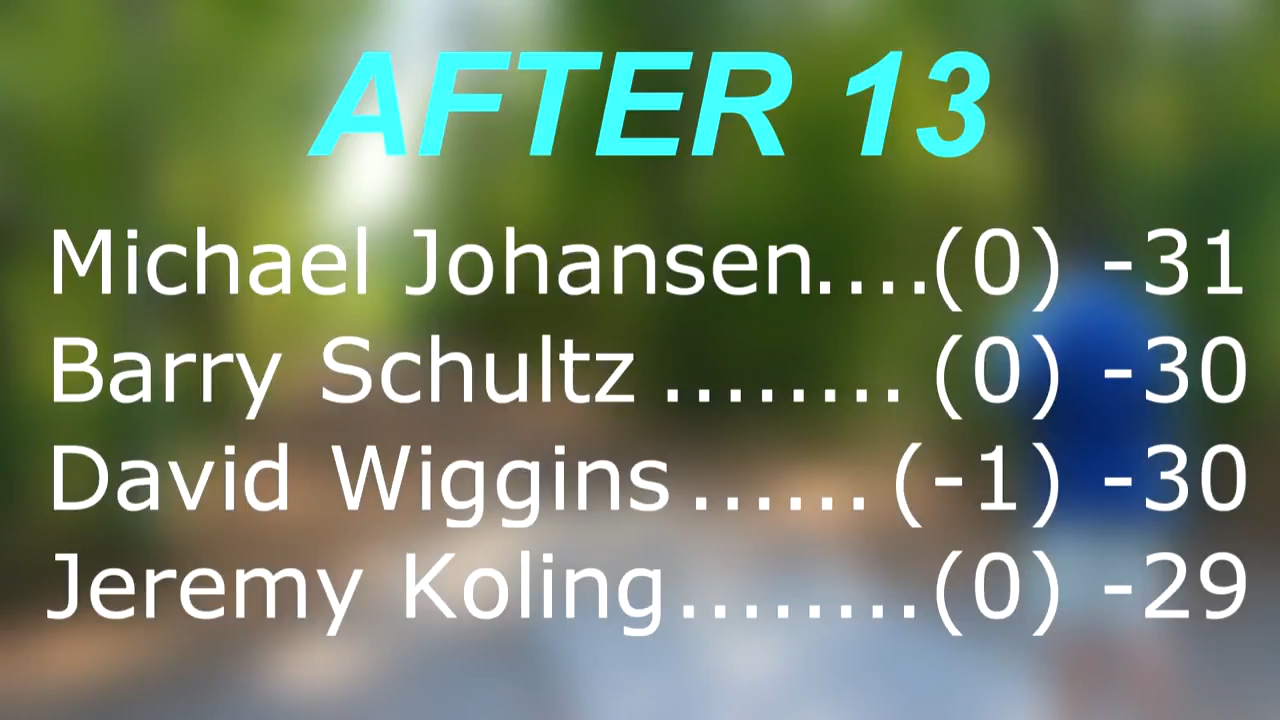 AFTER 13
Michael Johansen....(0) -31
Barry Schultz ........ (0) -30
David Wiggins ...... (-1) -30
Jeremy Koling........(0) -29